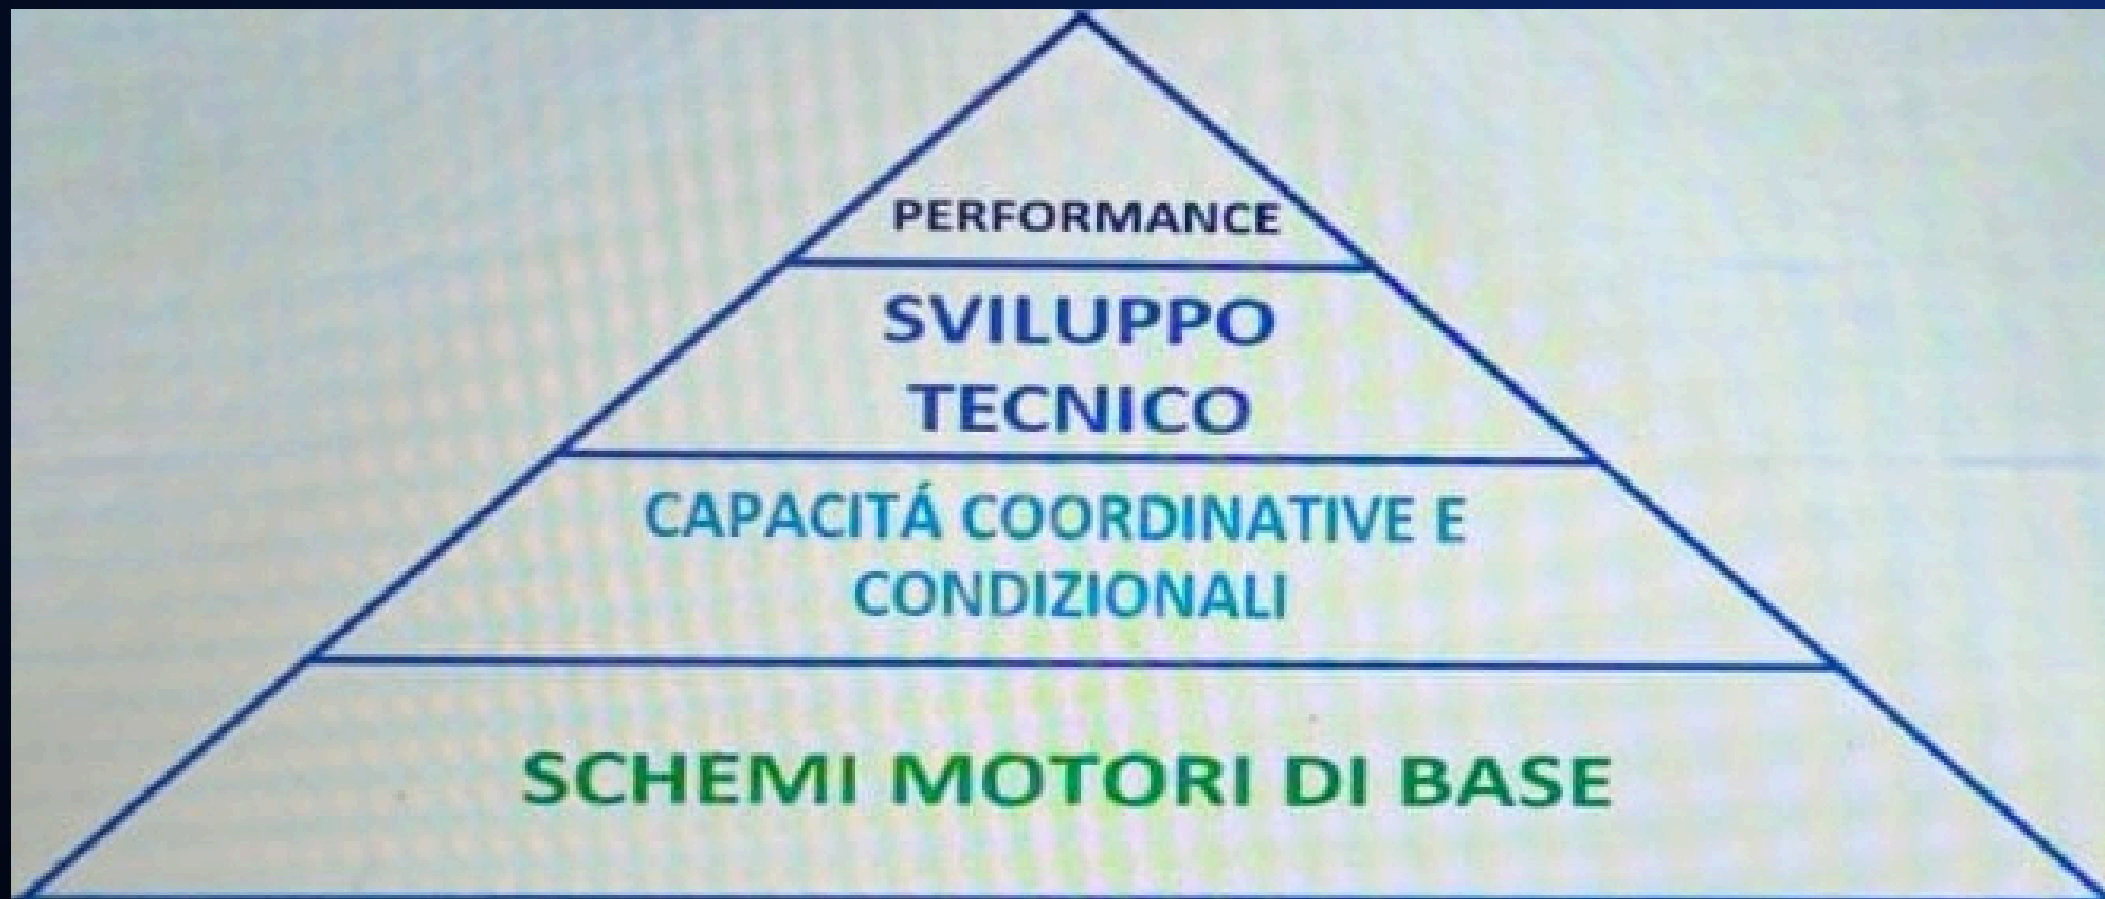 PERFORMANCE
SVILUPPO
TECNICO
CAPACITÁ COORDINATIVE E
CONDIZIONALI
SCHEMI MOTORI DI BASE